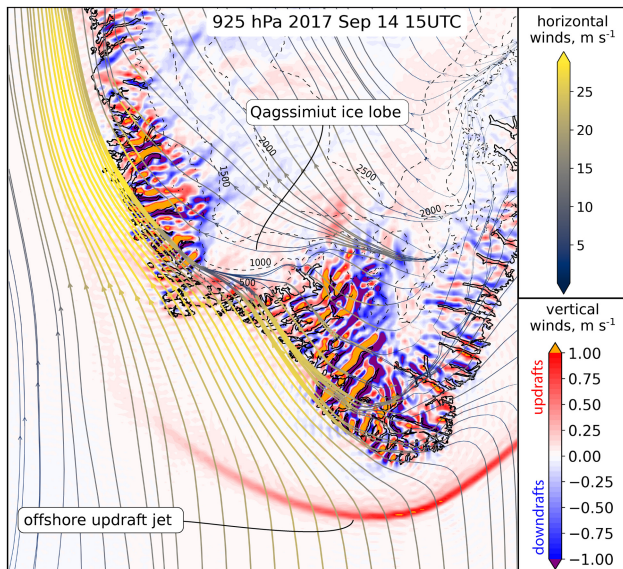 925 hPa 2017 Sep 14 15UTC
Qagssimiut ice lobe
2000
1500
2500
2000
1000
500
offshore updraft jet
horizontal
winds, m s⁻¹
25
20
15
10
5
vertical
winds, m s⁻¹
updrafts
downdrafts
1.00
0.75
0.50
0.25
0.00
−0.25
−0.50
−0.75
−1.00